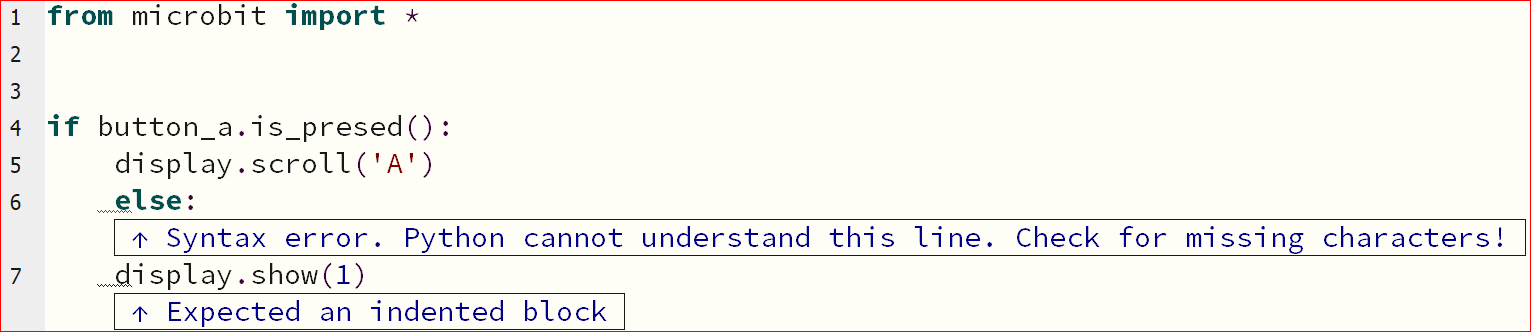 1 from microbit import *
2
3
4 if button_a.is_presed():
5     display.scroll('A')
6     else:
↑ Syntax error. Python cannot understand this line. Check for missing characters!
7     display.show(1)
↑ Expected an indented block